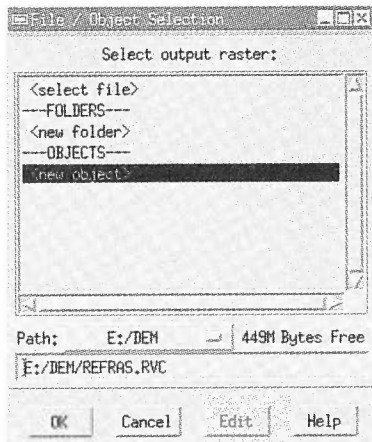 File / Object Selection
Select output raster:
<select file>
---FOLDERS---
<new folder>
---OBJECTS---
<new object>
Path: E:/DEM 449M Bytes Free
E:/DEM/REFRAS.RVC
OK Cancel Edit Help